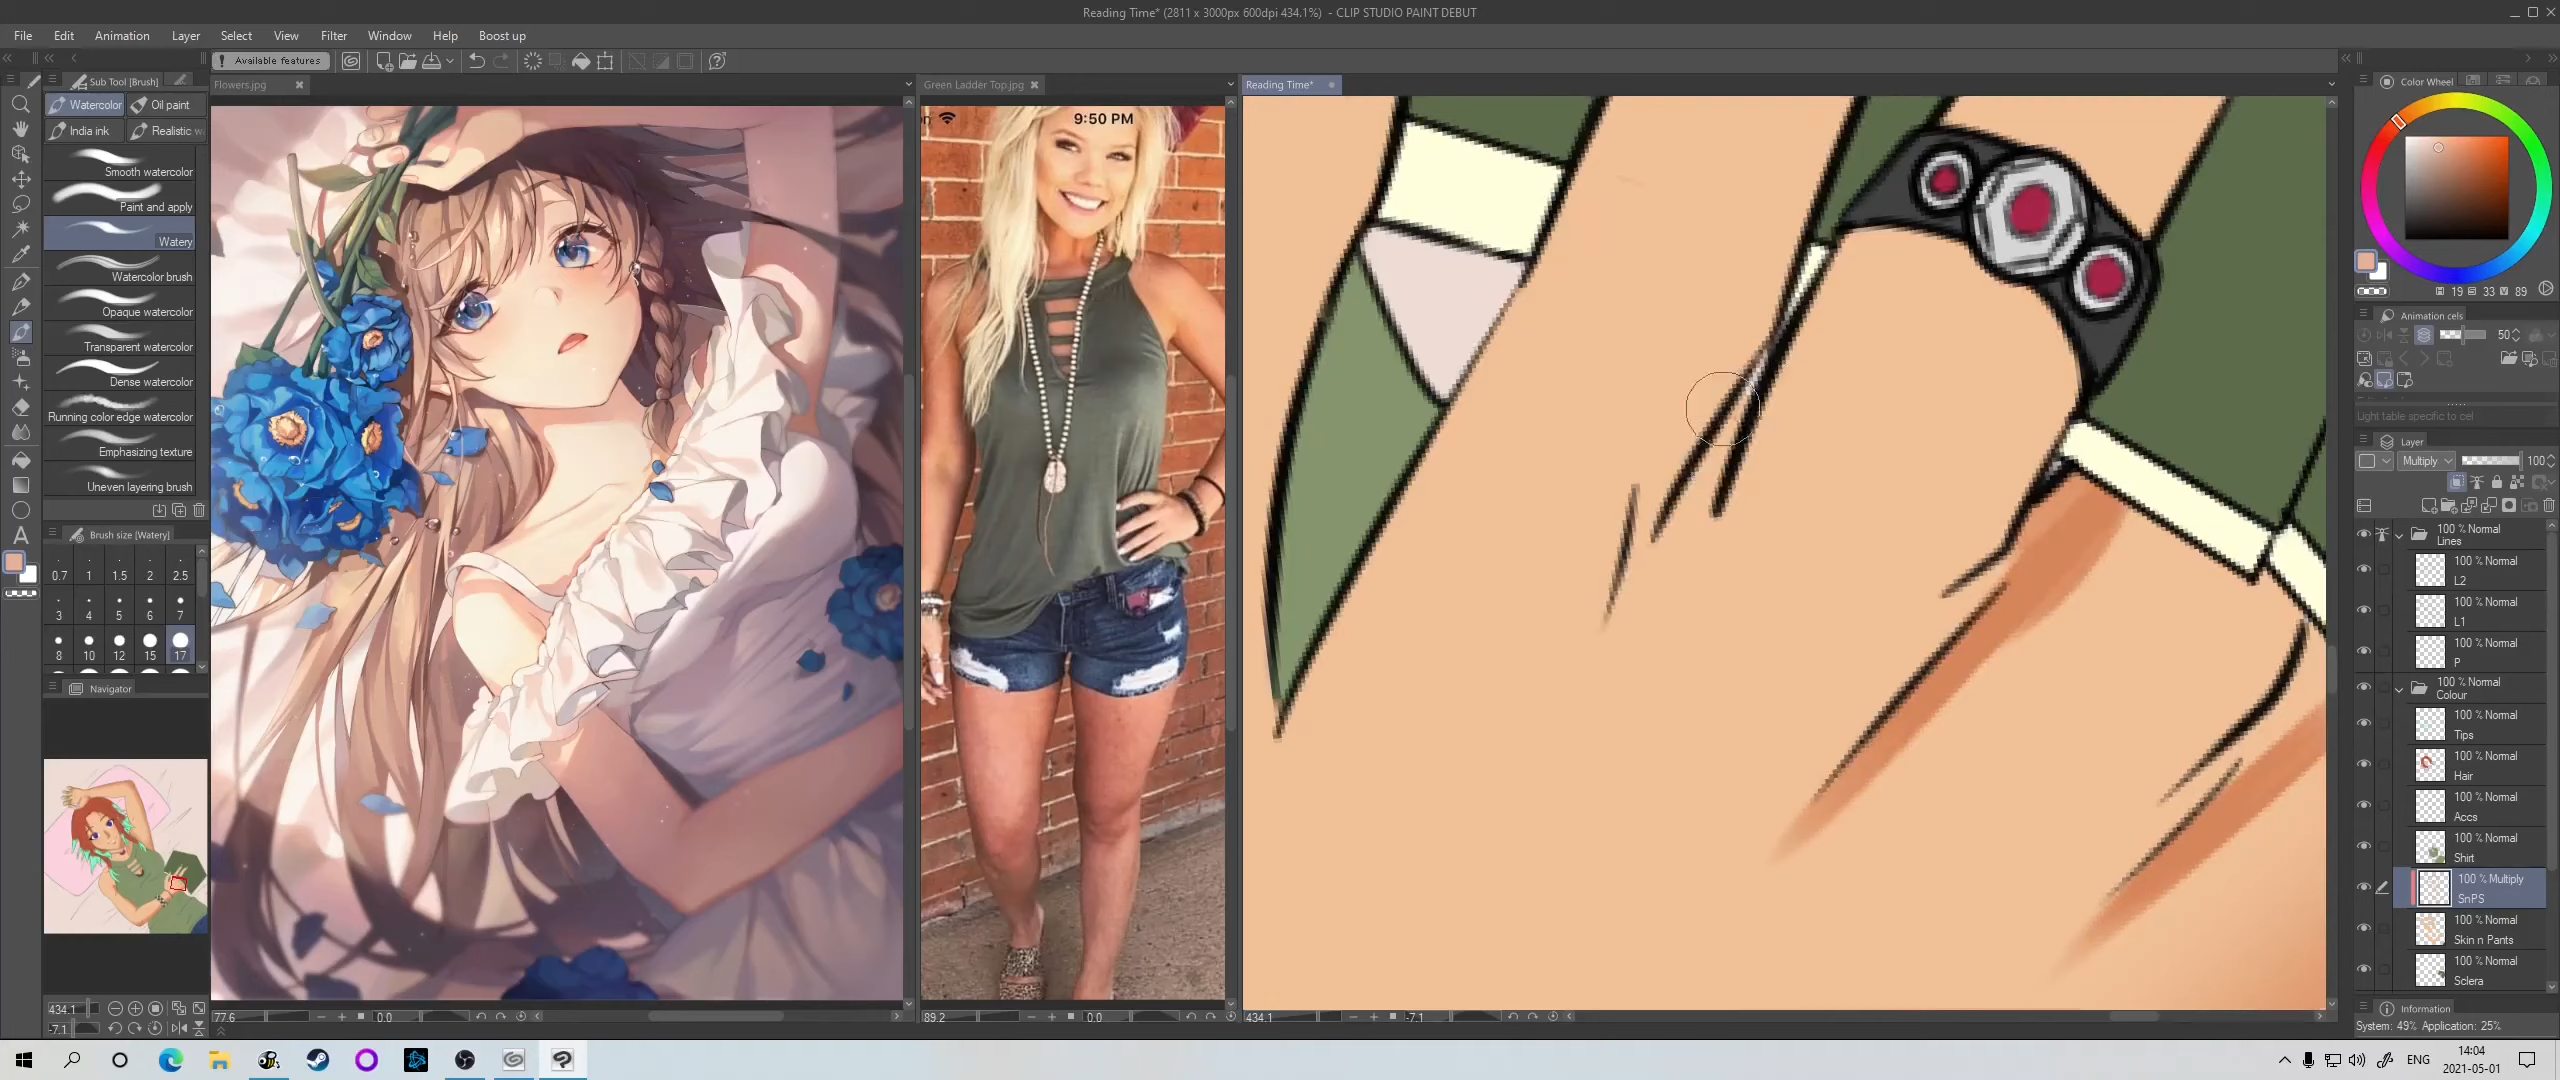 Reading Time* (2811 x 3000px 600dpi 434.1%) - CLIP STUDIO PAINT DEBUT
File Edit Animation Layer Select View Filter Window Help Boost up
! Available features
Sub Tool [Brush]
Watercolor Oil paint
India ink Realistic w
Smooth watercolor
Paint and apply
Watery
Watercolor brush
Opaque watercolor
Transparent watercolor
Dense watercolor
Running color edge watercolor
Emphasizing texture
Uneven layering brush
Brush size [Watery]
0.7 1 1.5 2 2.5
3 4 5 6 7
8 10 12 15 17
Navigator
434.1
-7.1
Flowers.jpg
77.6 0.0
Green Ladder Top.jpg
9:50 PM
89.2 0.0
Reading Time*
434.1 -7.1
Color Wheel
19 33 89
Animation cels
50
Light table specific to cel
Layer
Multiply 100
100 % Normal
Lines
100 % Normal
L2
100 % Normal
L1
100 % Normal
P
100 % Normal
Colour
100 % Normal
Tips
100 % Normal
Hair
100 % Normal
Accs
100 % Normal
Shirt
100 % Multiply
SnPS
100 % Normal
Skin n Pants
100 % Normal
Sclera
Information
System: 49% Application: 25%
ENG
14:04
2021-05-01